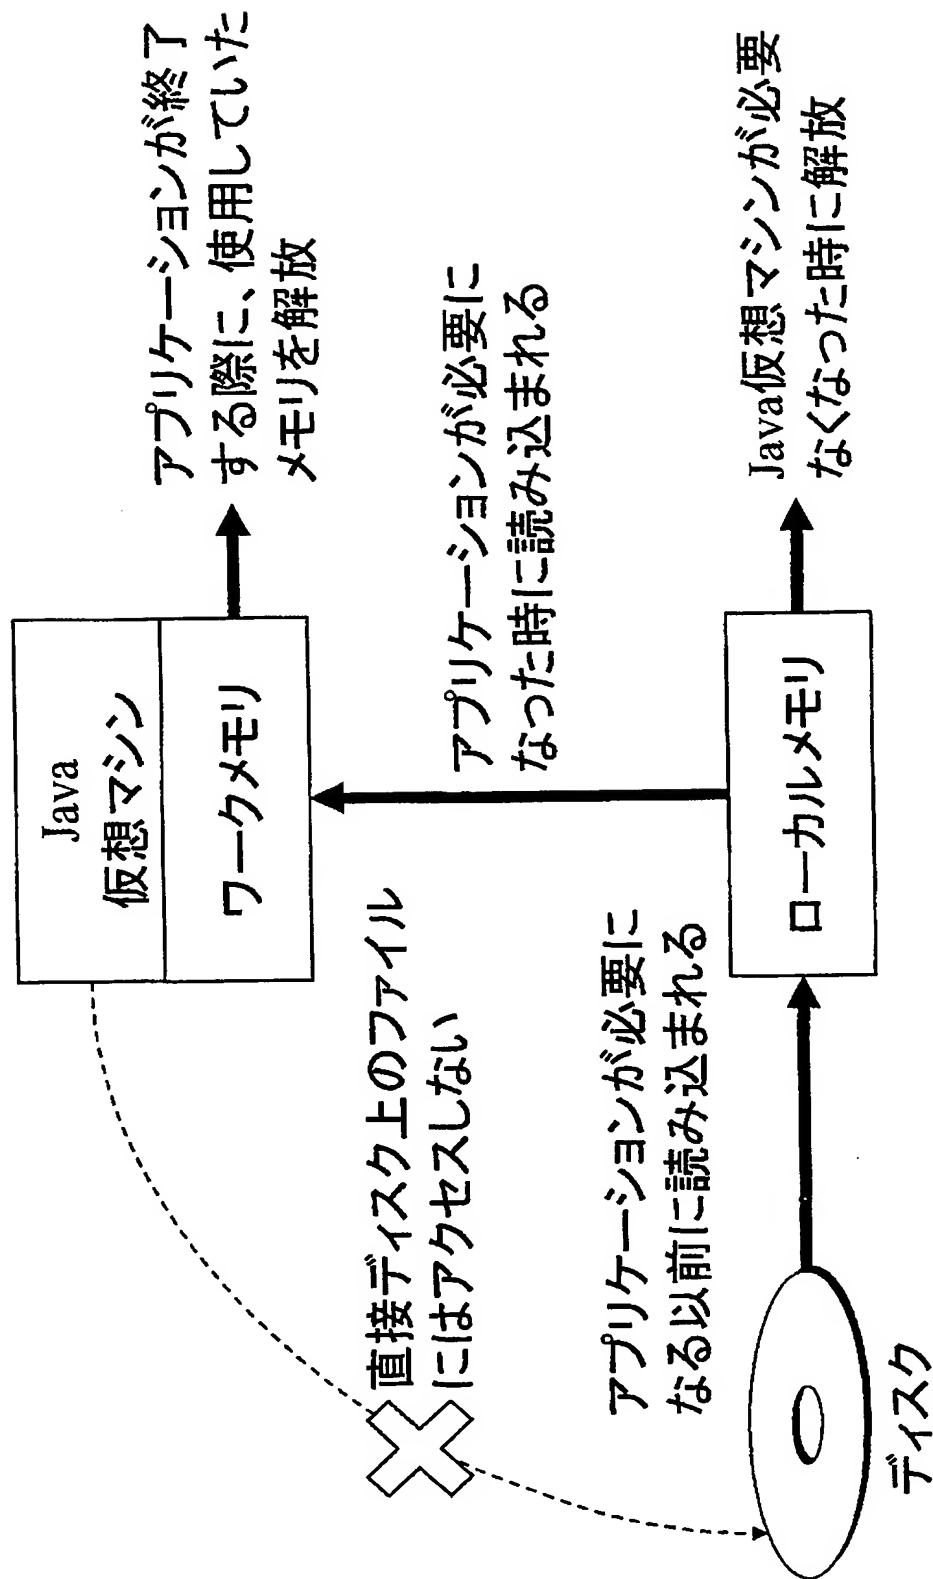 Java
仮想マシン
ワークメモリ
アプリケーションが終了
する際に、使用していた
メモリを解放
直接ディスク上のファイル
にはアクセスしない
アプリケーションが必要に
なった時に読み込まれる
アプリケーションが必要に
なる以前に読み込まれる
ローカルメモリ
Java仮想マシンが必要
なくなった時に解放
ディスク